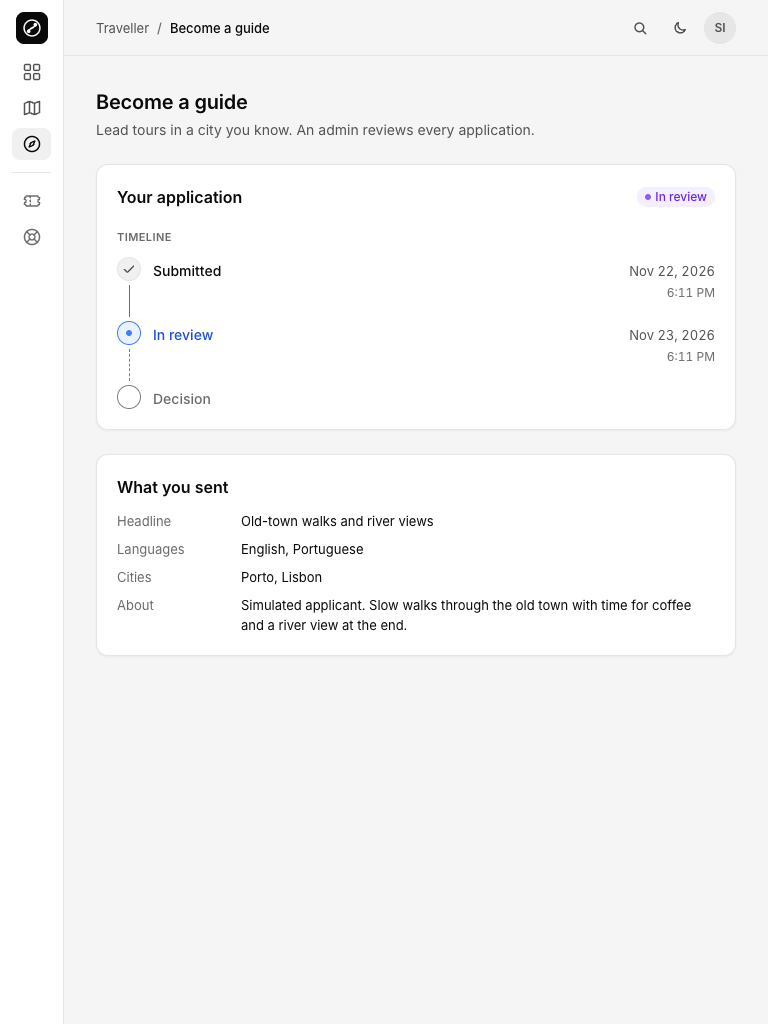 Traveller / Become a guide
SI
Become a guide
Lead tours in a city you know. An admin reviews every application.
Your application
In review
TIMELINE
Submitted
Nov 22, 2026
6:11 PM
In review
Nov 23, 2026
6:11 PM
Decision
What you sent
Headline
Old-town walks and river views
Languages
English, Portuguese
Cities
Porto, Lisbon
About
Simulated applicant. Slow walks through the old town with time for coffee
and a river view at the end.